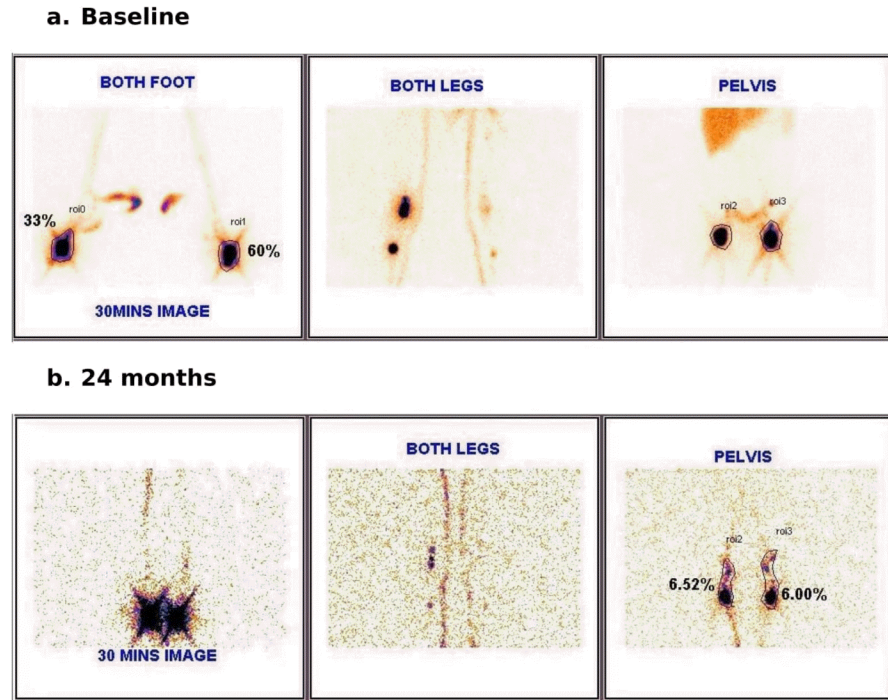 a. Baseline
BOTH FOOT
BOTH LEGS
PELVIS
roi0
33%
roi1
60%
roi2
roi3
30MINS IMAGE
b. 24 months
BOTH LEGS
PELVIS
roi2
roi3
6.52%
6.00%
30 MINS IMAGE